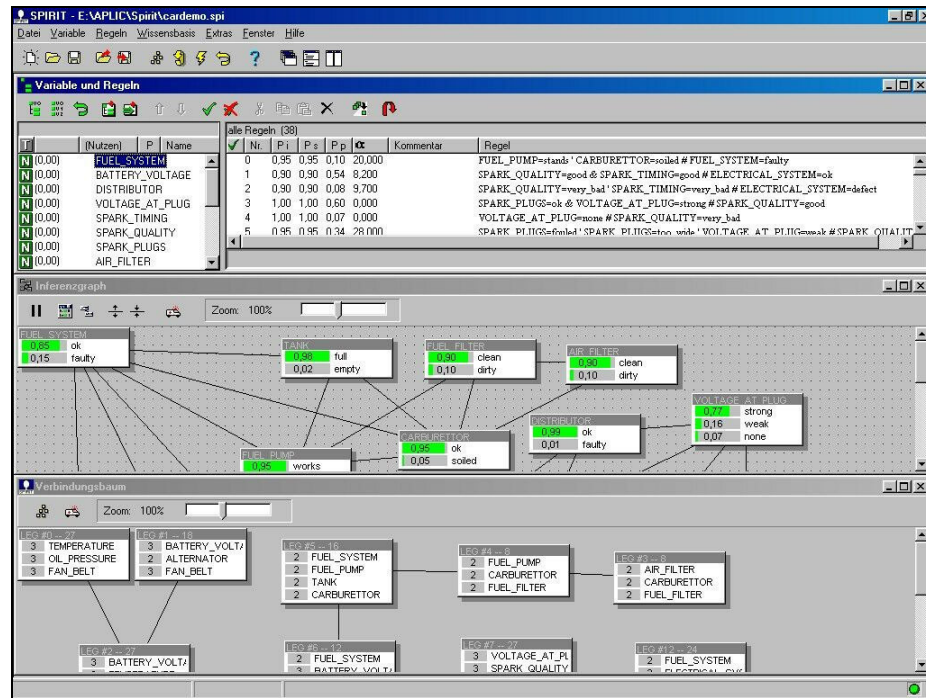 SPIRIT - E:\APLIC\Spirit\cardemo.spi
Datei Variable Regeln Wissensbasis Extras Fenster Hilfe
Variable und Regeln
alle Regeln (38)
(Nutzen) P Name
Nr. P i P s P p α Kommentar Regel
N (0,00) FUEL_SYSTEM
N (0,00) BATTERY_VOLTAGE
N (0,00) DISTRIBUTOR
N (0,00) VOLTAGE_AT_PLUG
N (0,00) SPARK_TIMING
N (0,00) SPARK_QUALITY
N (0,00) SPARK_PLUGS
N (0,00) AIR_FILTER
0 0,95 0,95 0,10 20,000 FUEL_PUMP=stands ' CARBURETTOR=soiled # FUEL_SYSTEM=faulty
1 0,90 0,90 0,54 8,200 SPARK_QUALITY=good & SPARK_TIMING=good # ELECTRICAL_SYSTEM=ok
2 0,90 0,90 0,08 9,700 SPARK_QUALITY=very_bad ' SPARK_TIMING=very_bad # ELECTRICAL_SYSTEM=defect
3 1,00 1,00 0,60 0,000 SPARK_PLUGS=ok & VOLTAGE_AT_PLUG=strong # SPARK_QUALITY=good
4 1,00 1,00 0,07 0,000 VOLTAGE_AT_PLUG=none # SPARK_QUALITY=very_bad
5 0,95 0,95 0,34 28,000 SPARK_PLUGS=fouled ' SPARK_PLUGS=too_wide ' VOLTAGE_AT_PLUG=weak # SPARK_QUALIT
Inferenzgraph
Zoom: 100%
FUEL_SYSTEM
0,85 ok
0,15 faulty
TANK
0,98 full
0,02 empty
FUEL_FILTER
0,90 clean
0,10 dirty
AIR_FILTER
0,90 clean
0,10 dirty
VOLTAGE_AT_PLUG
0,77 strong
0,16 weak
0,07 none
DISTRIBUTOR
0,99 ok
0,01 faulty
CARBURETTOR
0,95 ok
0,05 soiled
FUEL_PUMP
0,95 works
Verbindungsbaum
Zoom: 100%
LEG #0 -- 27
3 TEMPERATURE
3 OIL_PRESSURE
3 FAN_BELT
LEG #1 -- 18
3 BATTERY_VOLTA
2 ALTERNATOR
3 FAN_BELT
LEG #5 -- 16
2 FUEL_SYSTEM
2 FUEL_PUMP
2 TANK
2 CARBURETTOR
LEG #4 -- 8
2 FUEL_PUMP
2 CARBURETTOR
2 FUEL_FILTER
LEG #3 -- 8
2 AIR_FILTER
2 CARBURETTOR
2 FUEL_FILTER
LEG #2 -- 27
3 BATTERY_VOLTA
LEG #6 -- 12
2 FUEL_SYSTEM
LEG #7 -- 27
3 VOLTAGE_AT_PL
3 SPARK_QUALITY
LEG #12 -- 24
2 FUEL_SYSTEM